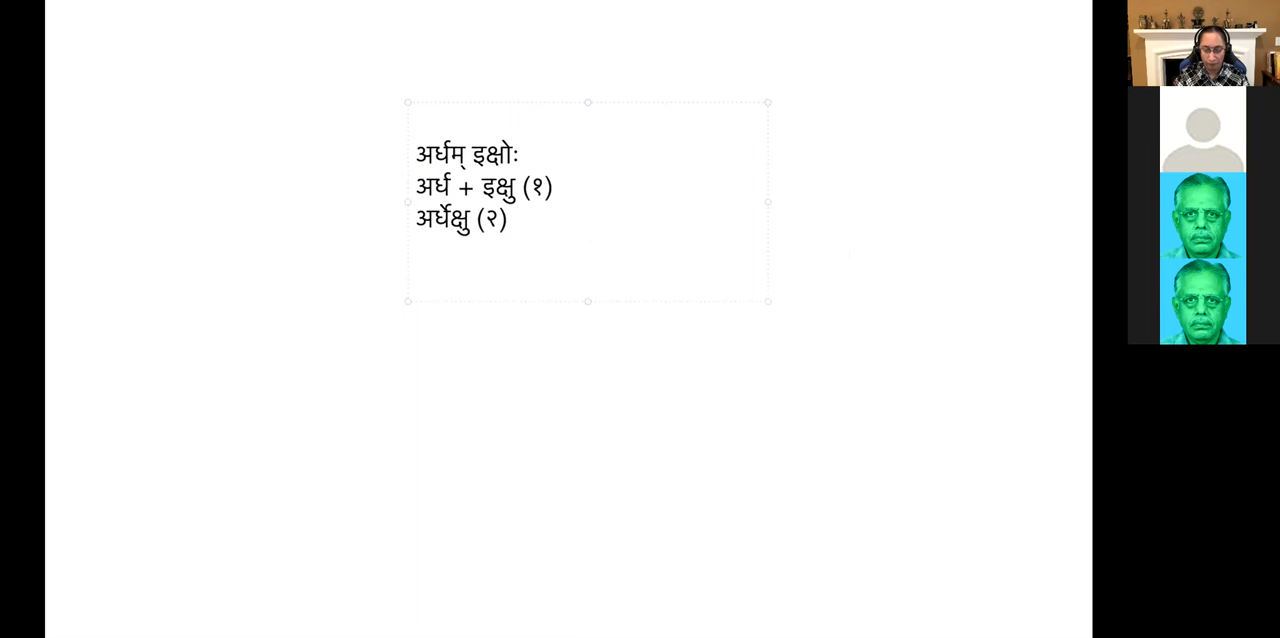 अर्धम् इक्षोः
अर्ध + इक्षु (१)
अर्धेक्षु (२)